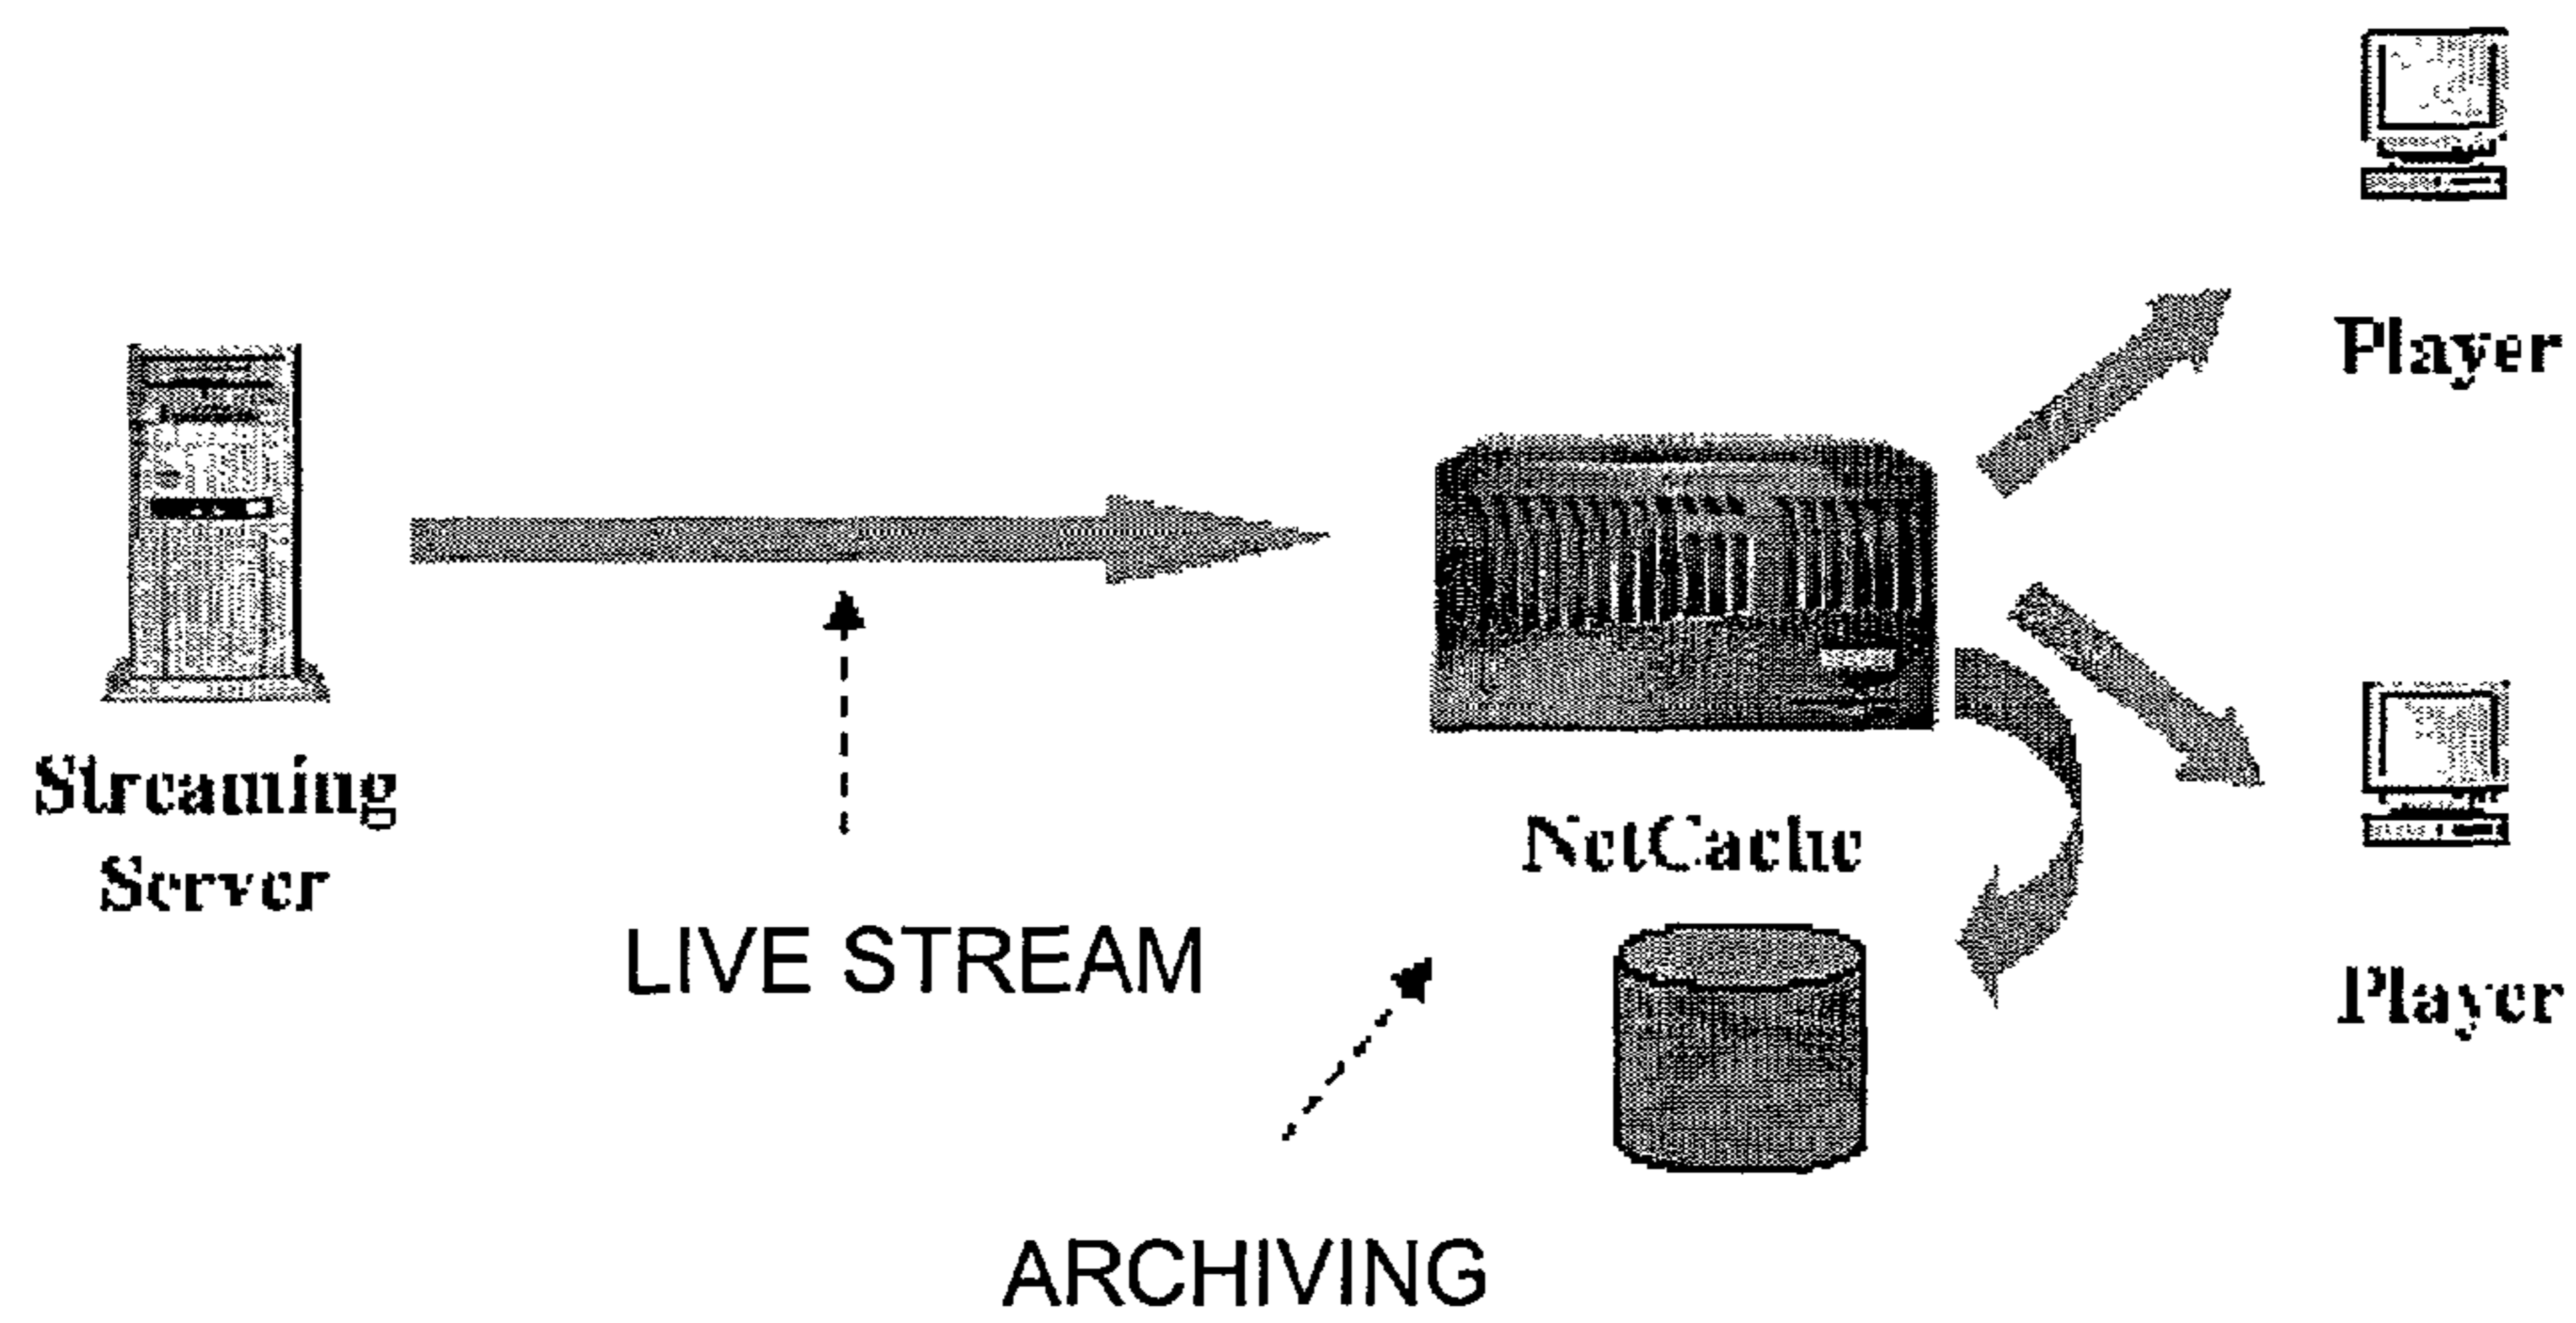 Player
Streaming
Server
NetCache
LIVE STREAM
Player
ARCHIVING